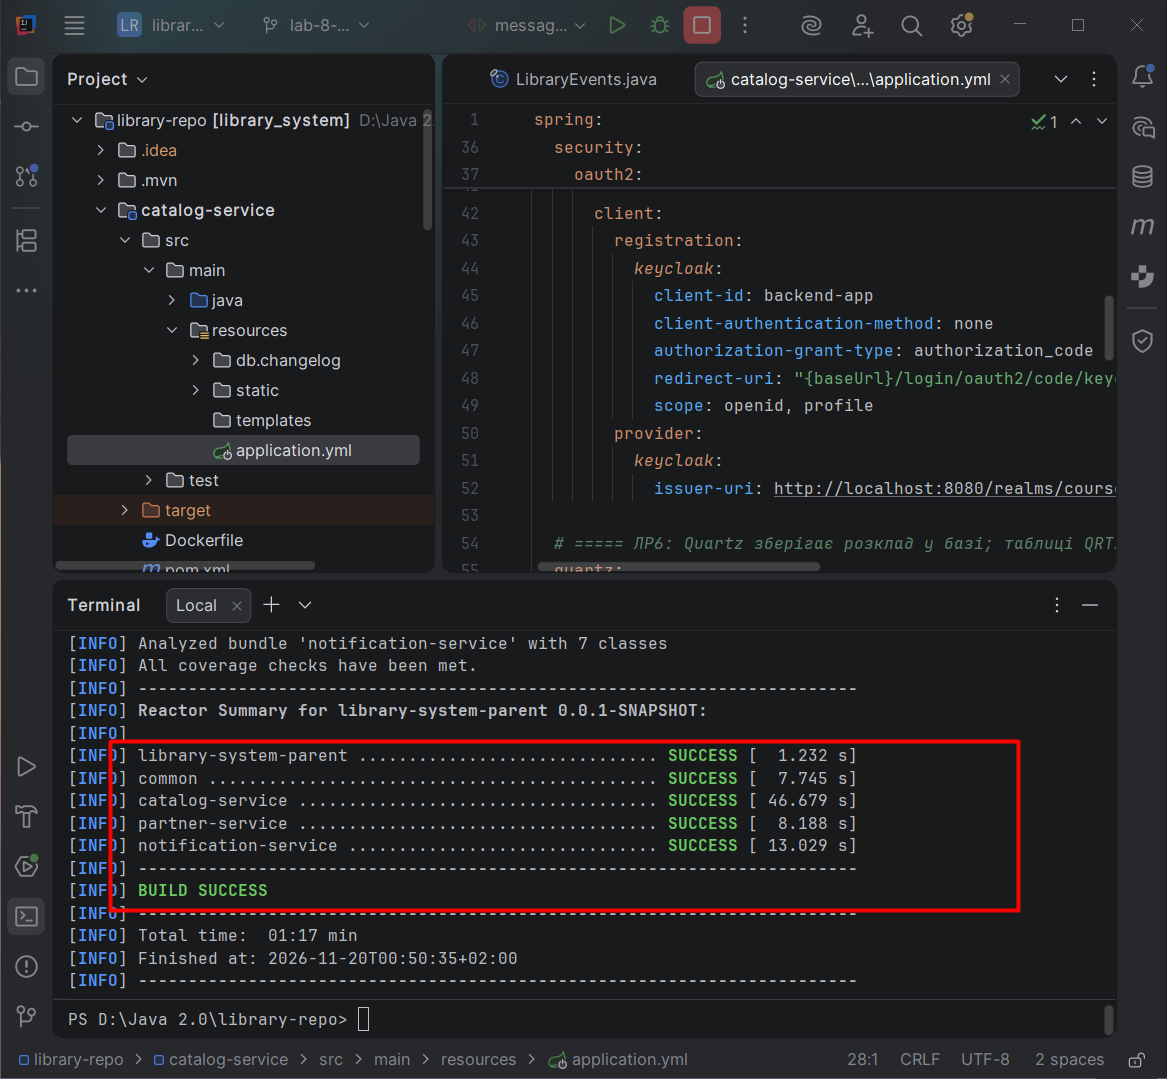 LR librar...
lab-8-...
messag...
Project
library-repo [library_system] D:\Java 2
.idea
.mvn
catalog-service
src
main
java
resources
db.changelog
static
templates
application.yml
test
target
Dockerfile
pom.xml
LibraryEvents.java
catalog-service\...\application.yml
1
1 spring:
36 security:
37 oauth2:
42 client:
43 registration:
44 keycloak:
45 client-id: backend-app
46 client-authentication-method: none
47 authorization-grant-type: authorization_code
48 redirect-uri: "{baseUrl}/login/oauth2/code/keyc
49 scope: openid, profile
50 provider:
51 keycloak:
52 issuer-uri: http://localhost:8080/realms/cours
53
54 # ===== ЛР6: Quartz зберігає розклад у базі; таблиці QRT
55 quartz:
Terminal
Local
[INFO] Analyzed bundle 'notification-service' with 7 classes
[INFO] All coverage checks have been met.
[INFO] ------------------------------------------------------------------------
[INFO] Reactor Summary for library-system-parent 0.0.1-SNAPSHOT:
[INFO]
[INFO] library-system-parent .............................. SUCCESS [  1.232 s]
[INFO] common ............................................. SUCCESS [  7.745 s]
[INFO] catalog-service .................................... SUCCESS [ 46.679 s]
[INFO] partner-service .................................... SUCCESS [  8.188 s]
[INFO] notification-service ............................... SUCCESS [ 13.029 s]
[INFO] ------------------------------------------------------------------------
[INFO] BUILD SUCCESS
[INFO] ------------------------------------------------------------------------
[INFO] Total time:  01:17 min
[INFO] Finished at: 2026-11-20T00:50:35+02:00
[INFO] ------------------------------------------------------------------------
PS D:\Java 2.0\library-repo>
library-repo > catalog-service > src > main > resources > application.yml
28:1 CRLF UTF-8 2 spaces